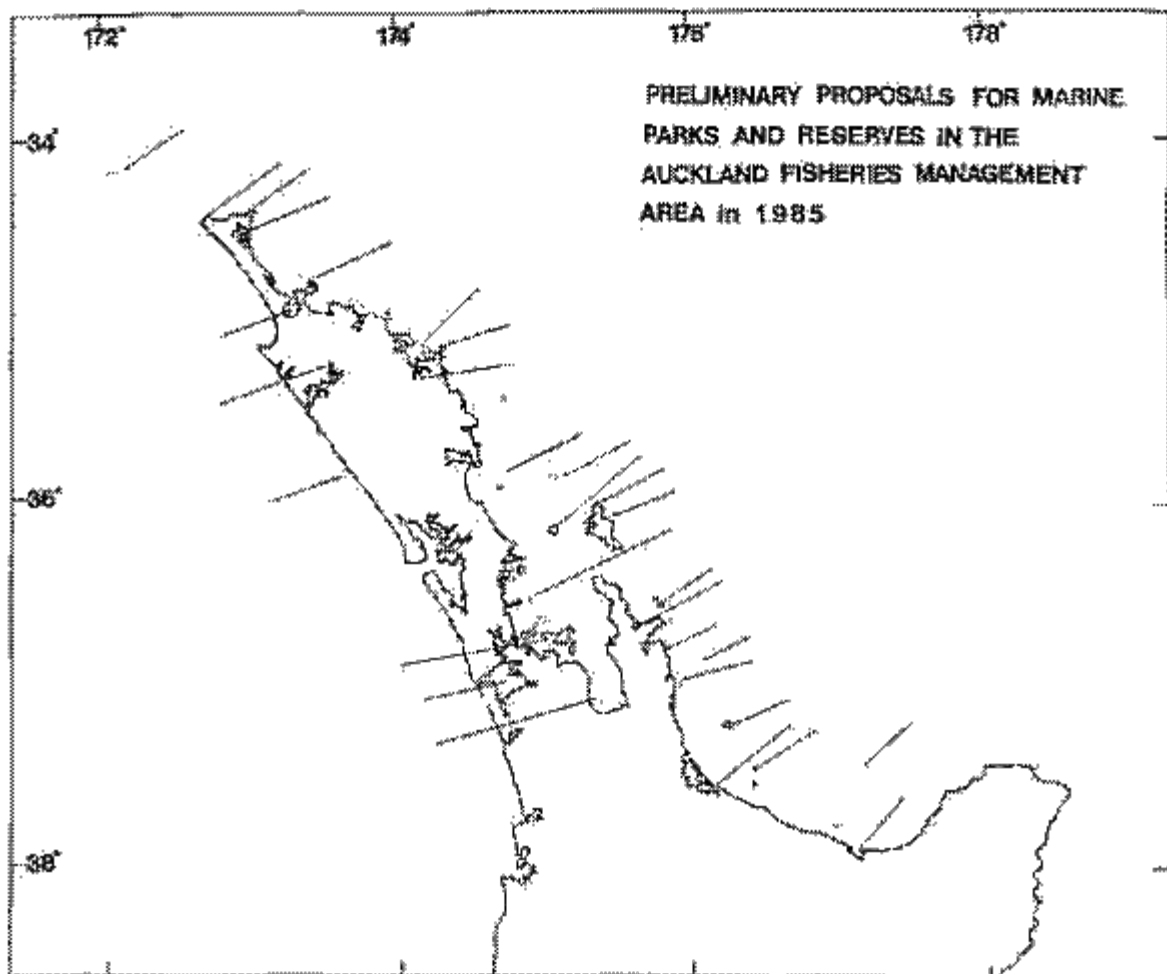 172° 174° 176° 178°
PRELIMINARY PROPOSALS FOR MARINE
PARKS AND RESERVES IN THE
AUCKLAND FISHERIES MANAGEMENT
AREA in 1985
34°
36°
38°